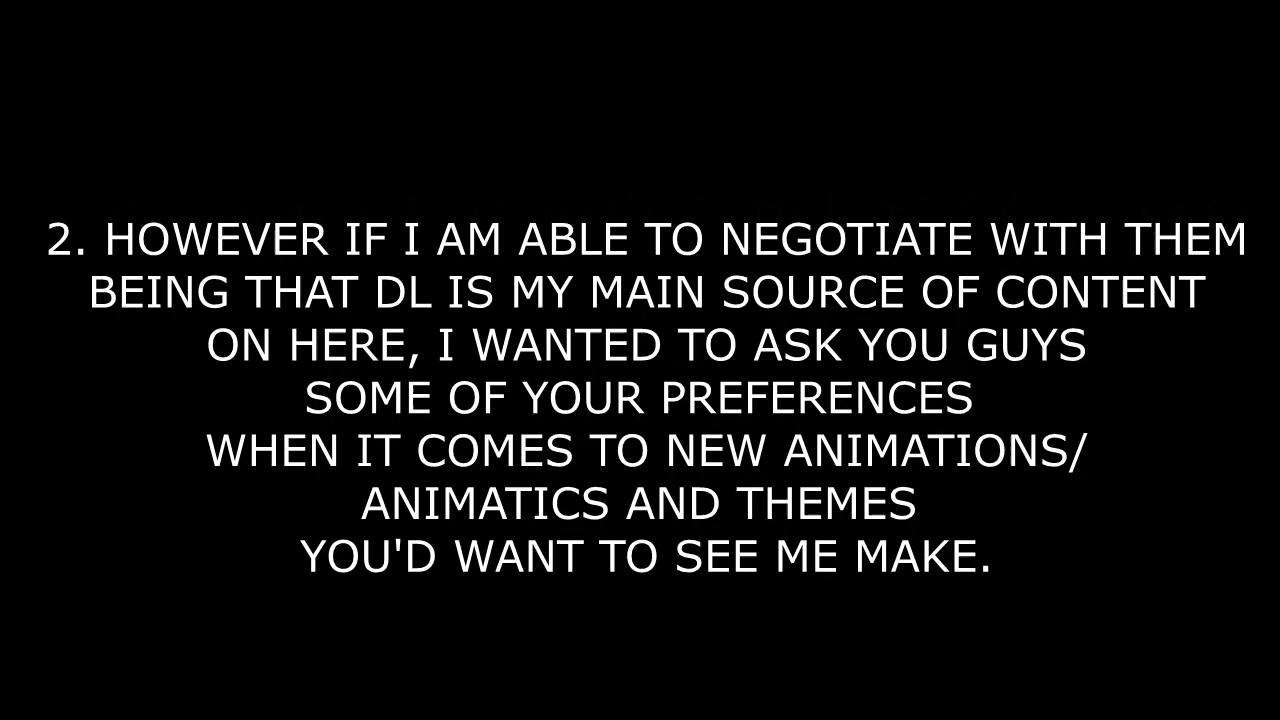 2. HOWEVER IF I AM ABLE TO NEGOTIATE WITH THEM
BEING THAT DL IS MY MAIN SOURCE OF CONTENT
ON HERE, I WANTED TO ASK YOU GUYS
SOME OF YOUR PREFERENCES
WHEN IT COMES TO NEW ANIMATIONS/
ANIMATICS AND THEMES
YOU'D WANT TO SEE ME MAKE.